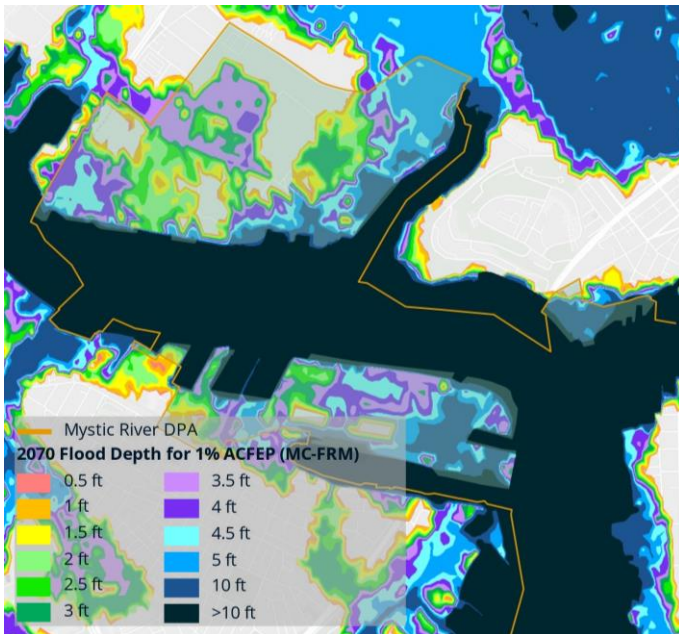 Mystic River DPA
2070 Flood Depth for 1% ACFEP (MC-FRM)
0.5 ft
1 ft
1.5 ft
2 ft
2.5 ft
3 ft
3.5 ft
4 ft
4.5 ft
5 ft
10 ft
>10 ft